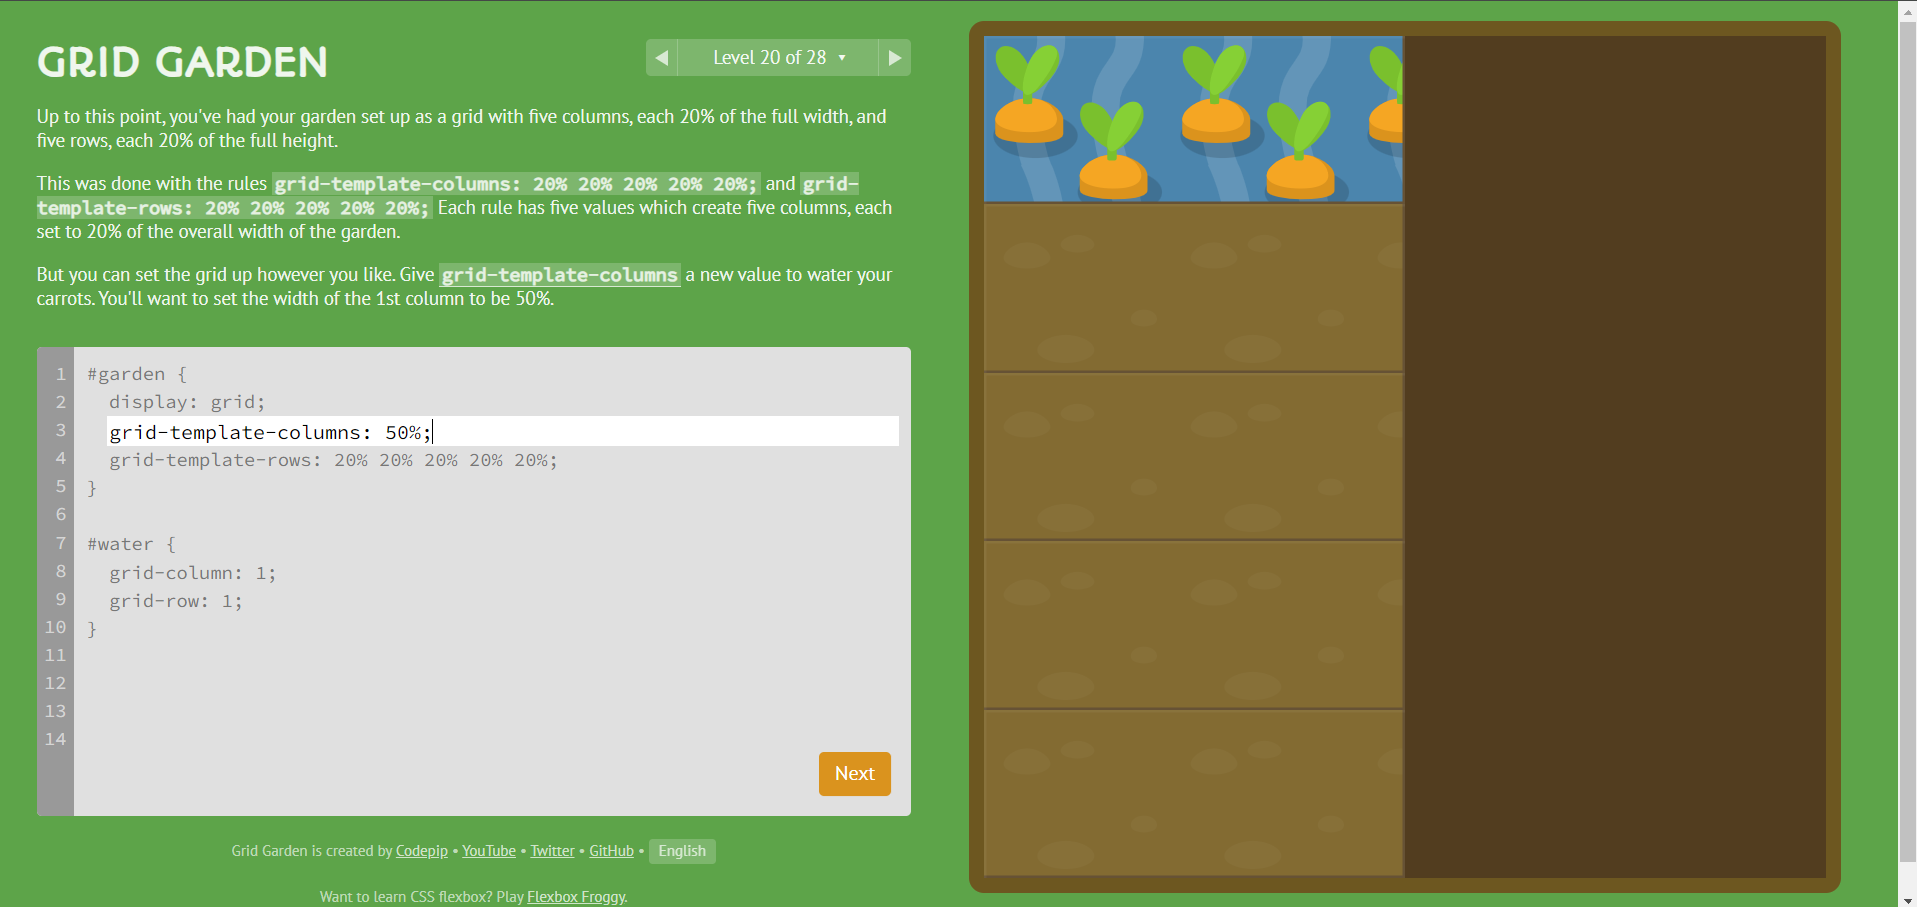 GRID GARDEN
◀ Level 20 of 28 ▼ ▶
Up to this point, you've had your garden set up as a grid with five columns, each 20% of the full width, and
five rows, each 20% of the full height.
This was done with the rules grid-template-columns: 20% 20% 20% 20% 20%; and grid-
template-rows: 20% 20% 20% 20% 20%; Each rule has five values which create five columns, each
set to 20% of the overall width of the garden.
But you can set the grid up however you like. Give grid-template-columns a new value to water your
carrots. You'll want to set the width of the 1st column to be 50%.
1 #garden {
2 display: grid;
3 grid-template-columns: 50%;
4 grid-template-rows: 20% 20% 20% 20% 20%;
5 }
6
7 #water {
8 grid-column: 1;
9 grid-row: 1;
10 }
11
12
13
14
Next
Grid Garden is created by Codepip • YouTube • Twitter • GitHub • English
Want to learn CSS flexbox? Play Flexbox Froggy.